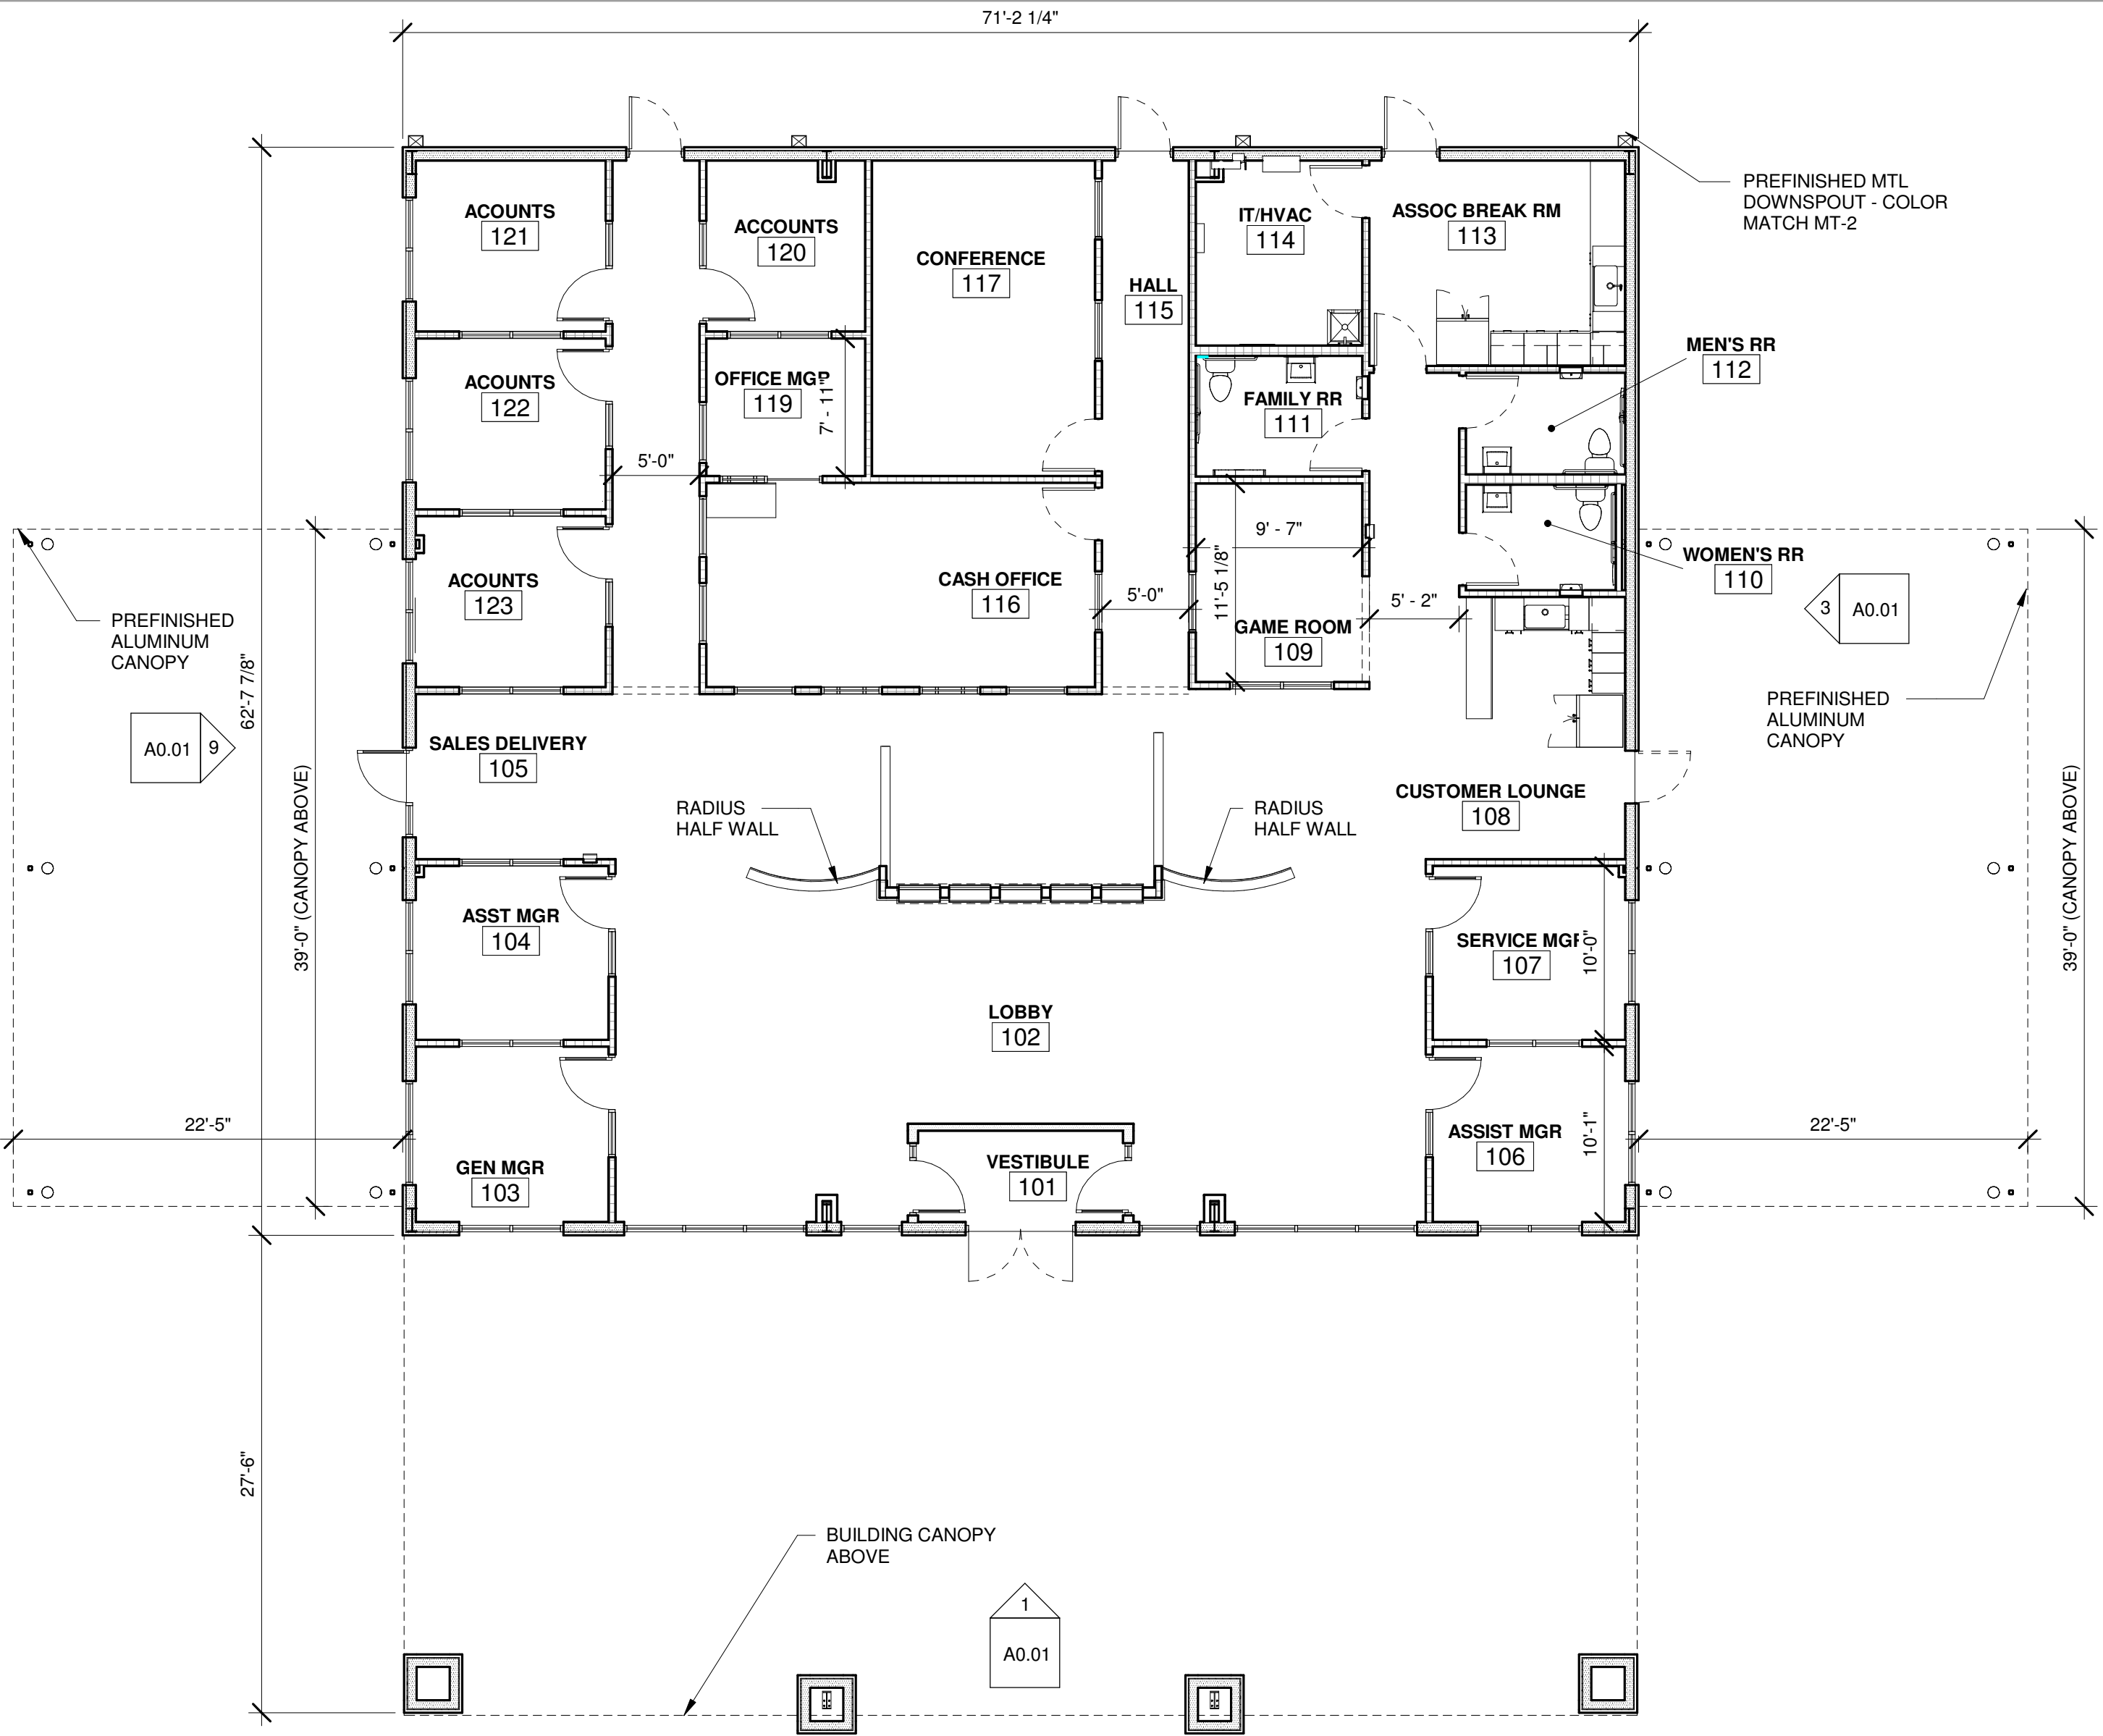 71'-2 1/4"
PREFINISHED MTL
DOWNSPOUT - COLOR
MATCH MT-2
ACOUNTS
121
ACCOUNTS
120
CONFERENCE
117
HALL
115
IT/HVAC
114
ASSOC BREAK RM
113
MEN'S RR
112
ACOUNTS
122
OFFICE MGR
119
7' - 11"
FAMILY RR
111
5'-0"
9' - 7"
11'-5 1/8"
WOMEN'S RR
110
ACOUNTS
123
CASH OFFICE
116
5'-0"
5' - 2"
GAME ROOM
109
3
A0.01
PREFINISHED
ALUMINUM
CANOPY
62'-7 7/8"
PREFINISHED
ALUMINUM
CANOPY
A0.01
9
SALES DELIVERY
105
39'-0" (CANOPY ABOVE)
RADIUS
HALF WALL
RADIUS
HALF WALL
CUSTOMER LOUNGE
108
39'-0" (CANOPY ABOVE)
ASST MGR
104
SERVICE MGR
107
10'-0"
LOBBY
102
22'-5"
GEN MGR
103
VESTIBULE
101
ASSIST MGR
106
10'-1"
22'-5"
27'-6"
BUILDING CANOPY
ABOVE
1
A0.01